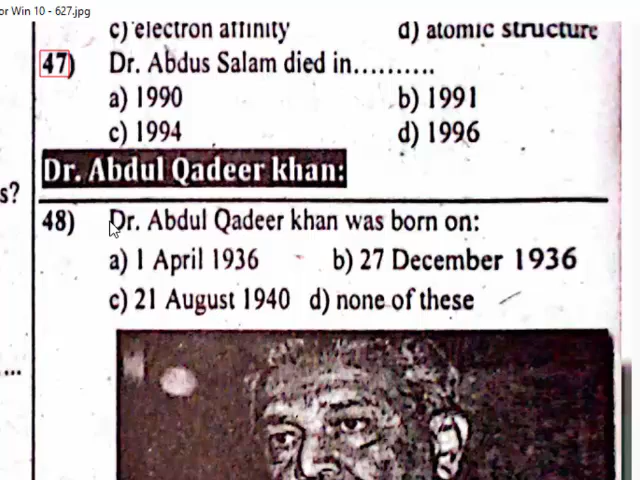 or Win 10 - 627.jpg
c) electron affinity d) atomic structure
47) Dr. Abdus Salam died in..........
a) 1990 b) 1991
c) 1994 d) 1996
Dr. Abdul Qadeer khan:
s?
48) Dr. Abdul Qadeer khan was born on:
a) 1 April 1936 b) 27 December 1936
c) 21 August 1940 d) none of these
...